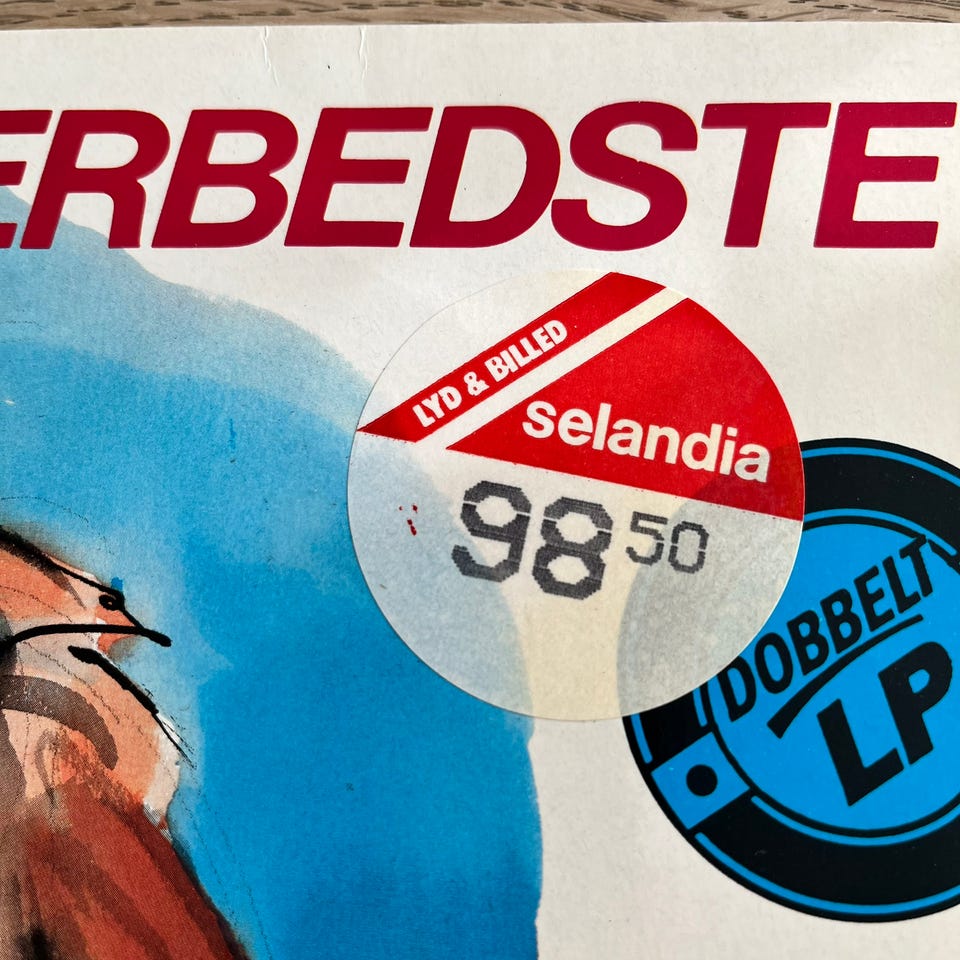 ERBEDSTE
LYD & BILLED
selandia
98 50
DOBBELT
LP